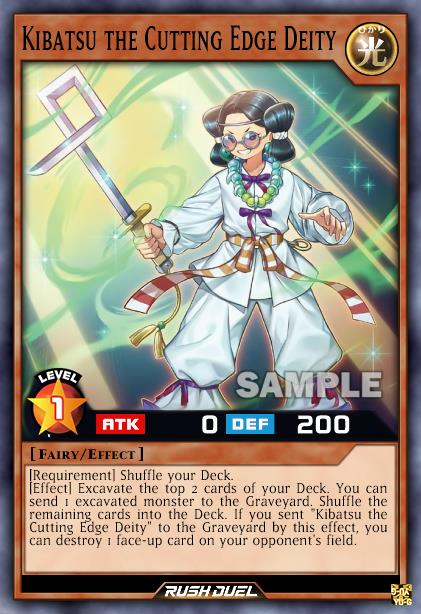 Kibatsu the Cutting Edge Deity
ひかり
光
SAMPLE
LEVEL
1
ATK 0 DEF 200
[ Fairy/Effect ]
[Requirement] Shuffle your Deck.
[Effect] Excavate the top 2 cards of your Deck. You can
send 1 excavated monster to the Graveyard. Shuffle the
remaining cards into the Deck. If you sent "Kibatsu the
Cutting Edge Deity" to the Graveyard by this effect, you
can destroy 1 face-up card on your opponent's field.
RUSH DUEL